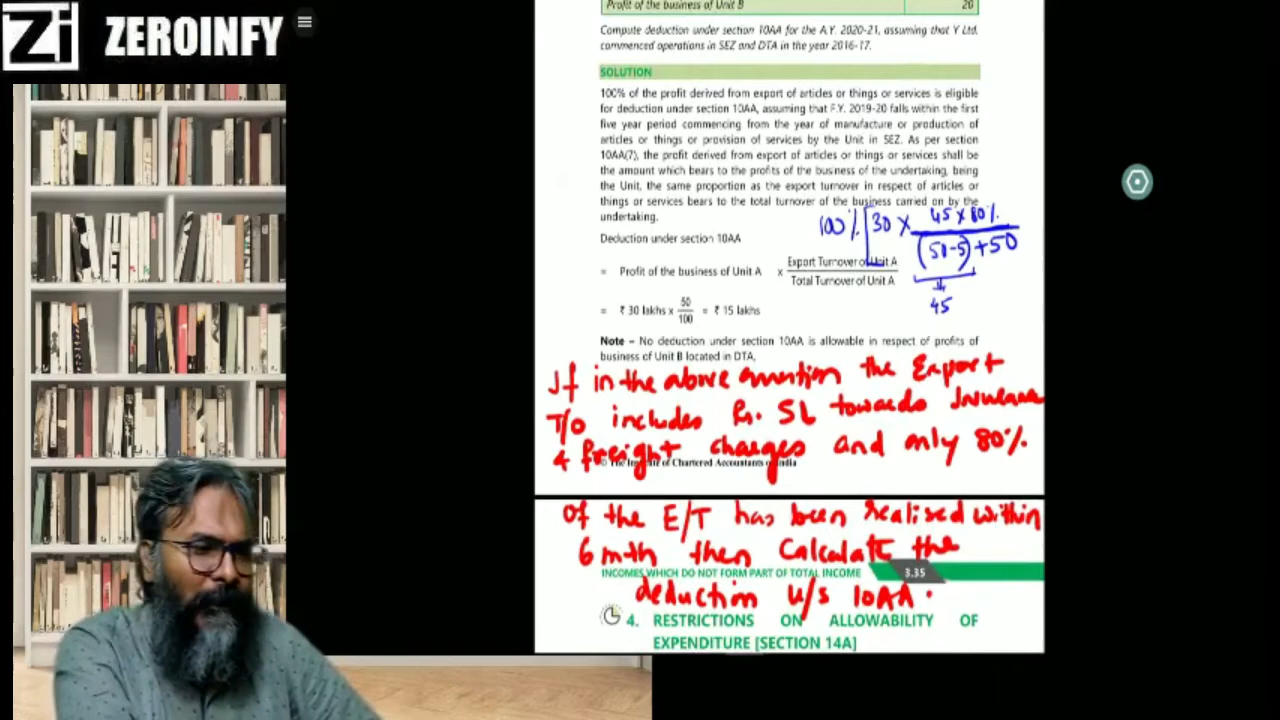 Zi ZEROINFY
Profit of the business of Unit B 20
Compute deduction under section 10AA for the A.Y. 2020-21, assuming that Y Ltd.
commenced operations in SEZ and DTA in the year 2016-17.
SOLUTION
100% of the profit derived from export of articles or things or services is eligible
for deduction under section 10AA, assuming that F.Y. 2019-20 falls within the first
five year period commencing from the year of manufacture or production of
articles or things or provision of services by the Unit in SEZ. As per section
10AA(7), the profit derived from export of articles or things or services shall be
the amount which bears to the profits of the business of the undertaking, being
the Unit, the same proportion as the export turnover in respect of articles or
things or services bears to the total turnover of the business carried on by the
undertaking.
100% [30 × 45 × 80%
(50-5) + 50
45
Deduction under section 10AA
= Profit of the business of Unit A × Export Turnover of Unit A
Total Turnover of Unit A
= ₹ 30 lakhs x 50/100 = ₹ 15 lakhs
Note – No deduction under section 10AA is allowable in respect of profits of
business of Unit B located in DTA.
If in the above question the Export
T/O includes Rs. 5L towards Insurance
& freight charges and only 80%
© The Institute of Chartered Accountants of India
of the E/T has been realised within
6 mth then Calculate the
INCOMES WHICH DO NOT FORM PART OF TOTAL INCOME 3.35
deduction u/s 10AA.
4. RESTRICTIONS ON ALLOWABILITY OF
EXPENDITURE [SECTION 14A]